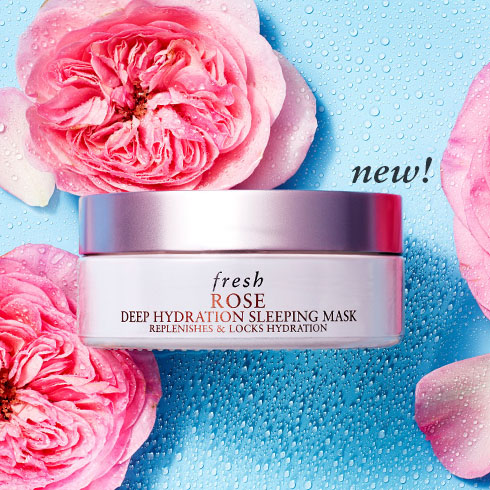 new!
fresh
ROSE
DEEP HYDRATION SLEEPING MASK
REPLENISHES & LOCKS HYDRATION